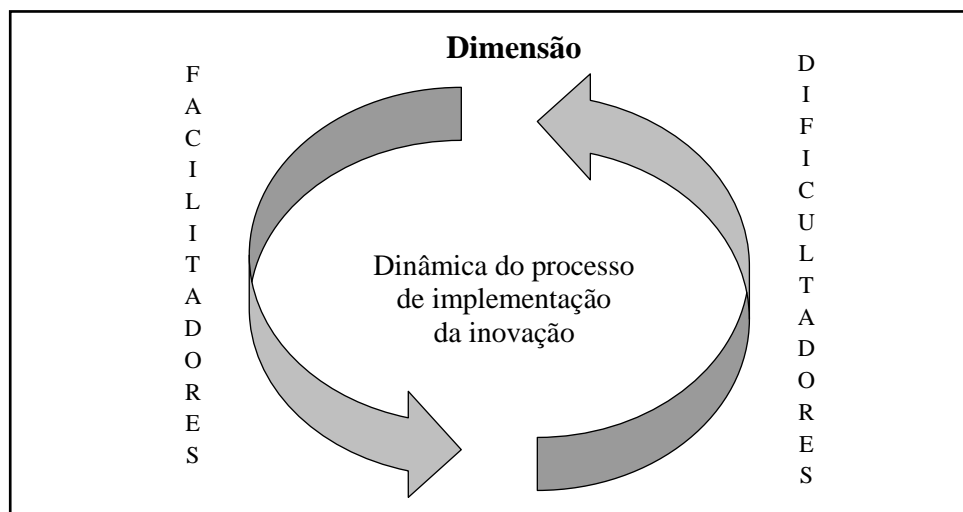 Dimensão
FACILITADORES
DIFICULTADORES
Dinâmica do processo
de implementação
da inovação